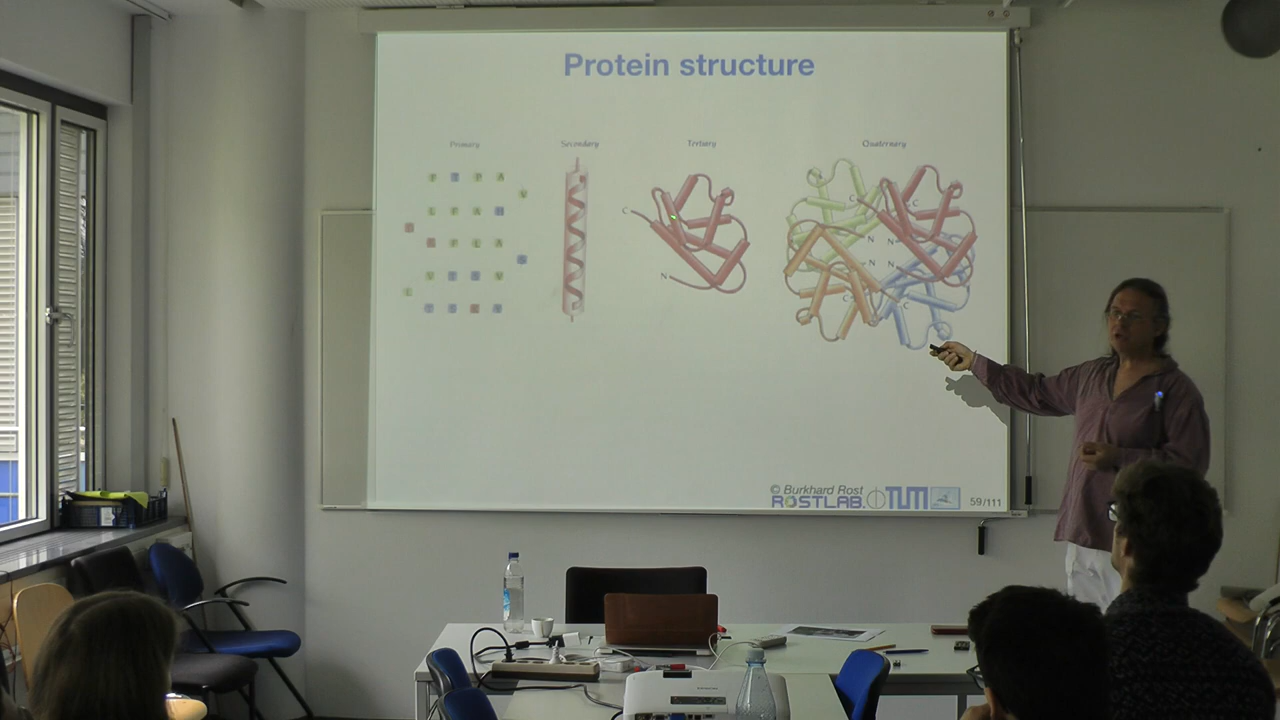 Protein structure
Primary Secondary Tertiary Quaternary
T P A
V
L F A H
F L A
G
V T S V
L
C
N
C C
N N
N N
C C
© Burkhard Rost
ROSTLAB. TUM 59/111